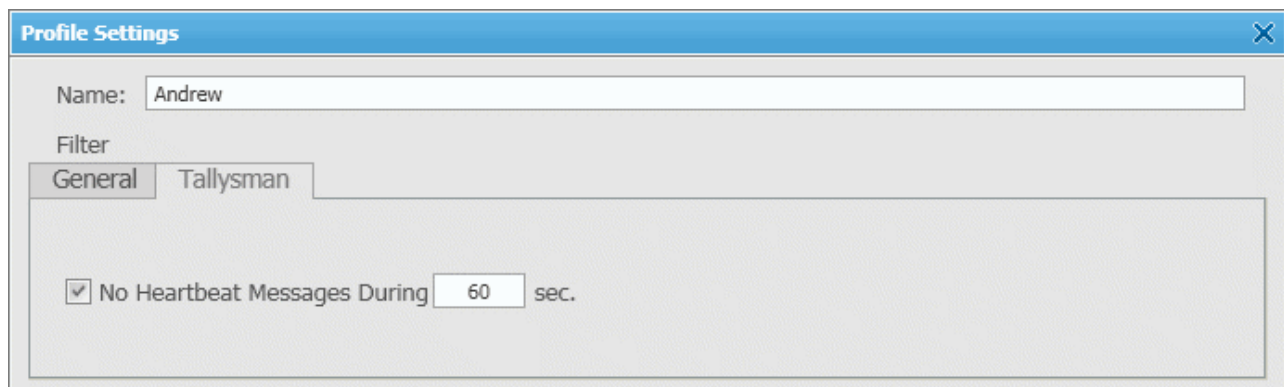 Profile Settings
Name: Andrew
Filter
General Tallysman
No Heartbeat Messages During 60 sec.